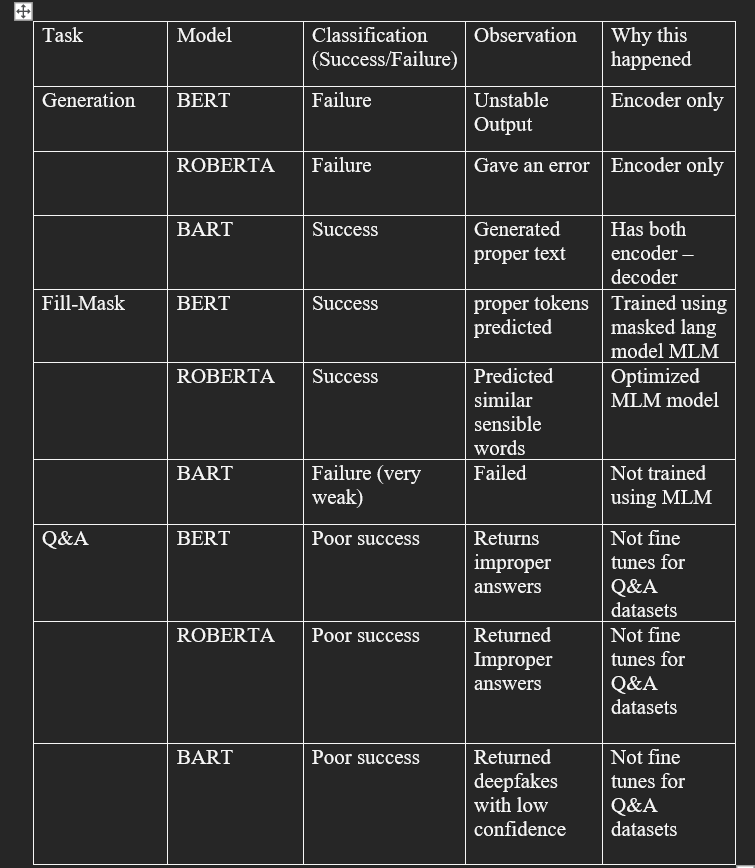 Task
Model
Classification
(Success/Failure)
Observation
Why this
happened
Generation
BERT
Failure
Unstable
Output
Encoder only
ROBERTA
Failure
Gave an error
Encoder only
BART
Success
Generated
proper text
Has both
encoder –
decoder
Fill-Mask
BERT
Success
proper tokens
predicted
Trained using
masked lang
model MLM
ROBERTA
Success
Predicted
similar
sensible
words
Optimized
MLM model
BART
Failure (very
weak)
Failed
Not trained
using MLM
Q&A
BERT
Poor success
Returns
improper
answers
Not fine
tunes for
Q&A
datasets
ROBERTA
Poor success
Returned
Improper
answers
Not fine
tunes for
Q&A
datasets
BART
Poor success
Returned
deepfakes
with low
confidence
Not fine
tunes for
Q&A
datasets